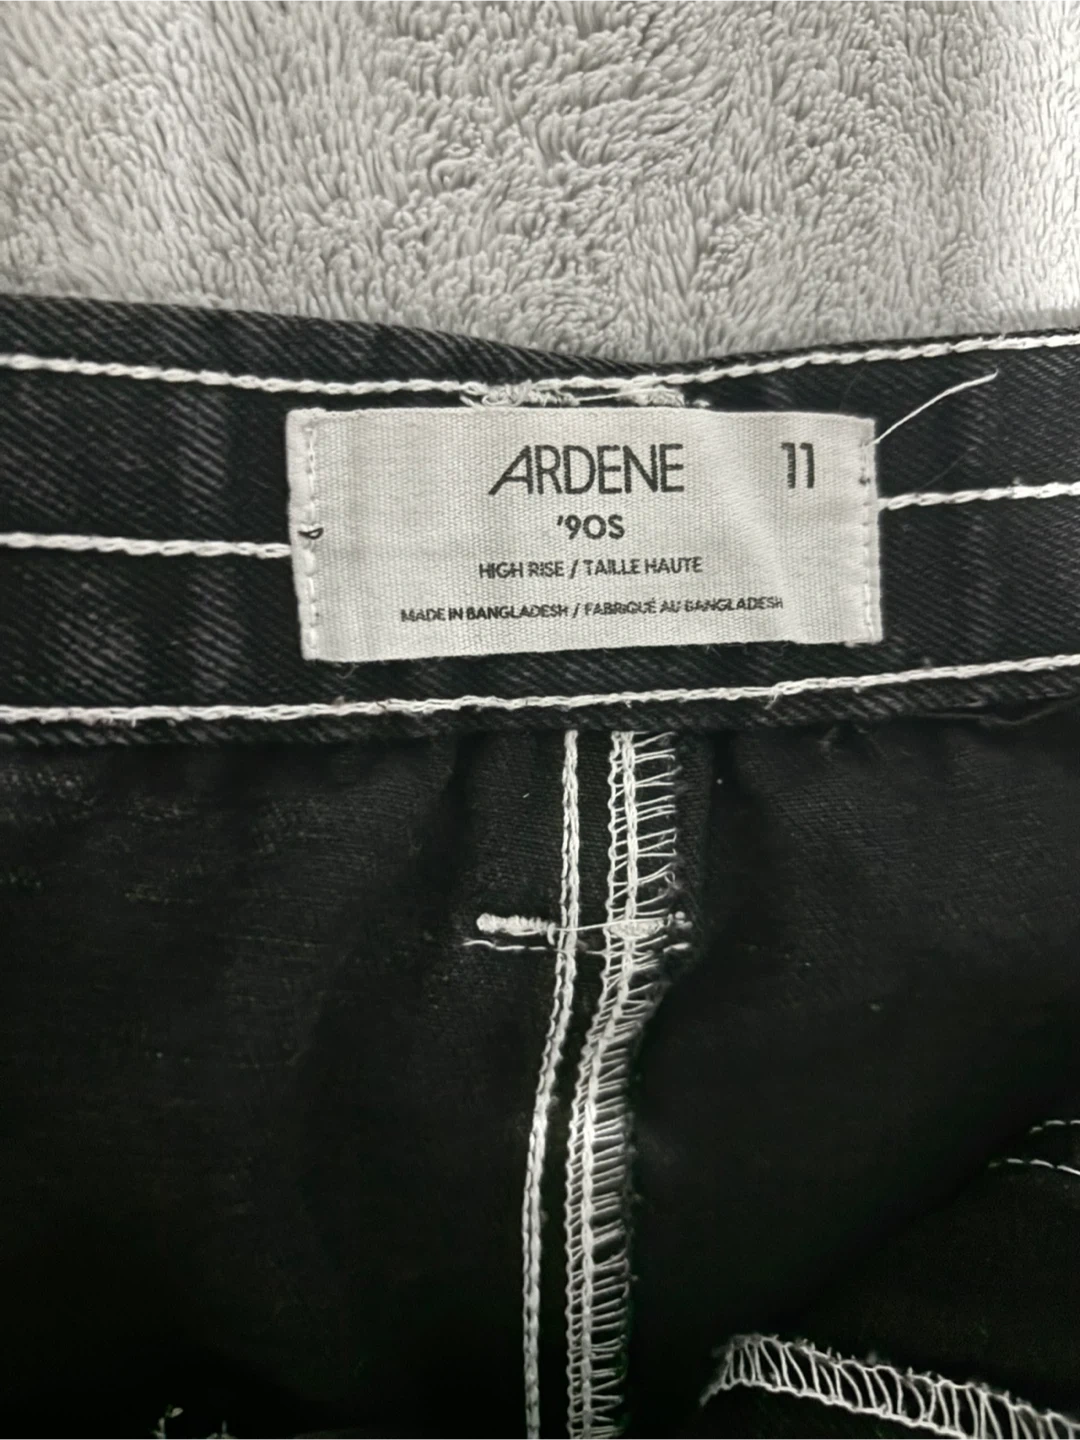 ARDENE 11
'90S
HIGH RISE / TAILLE HAUTE
MADE IN BANGLADESH / FABRIQUÉ AU BANGLADESH